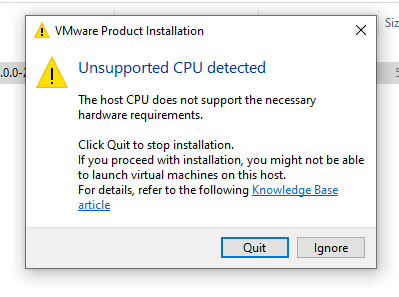 VMware Product Installation
Siz
Unsupported CPU detected
.0.0-2
The host CPU does not support the necessary
hardware requirements.
Click Quit to stop installation.
If you proceed with installation, you might not be able
to launch virtual machines on this host.
For details, refer to the following Knowledge Base
article
Quit
Ignore